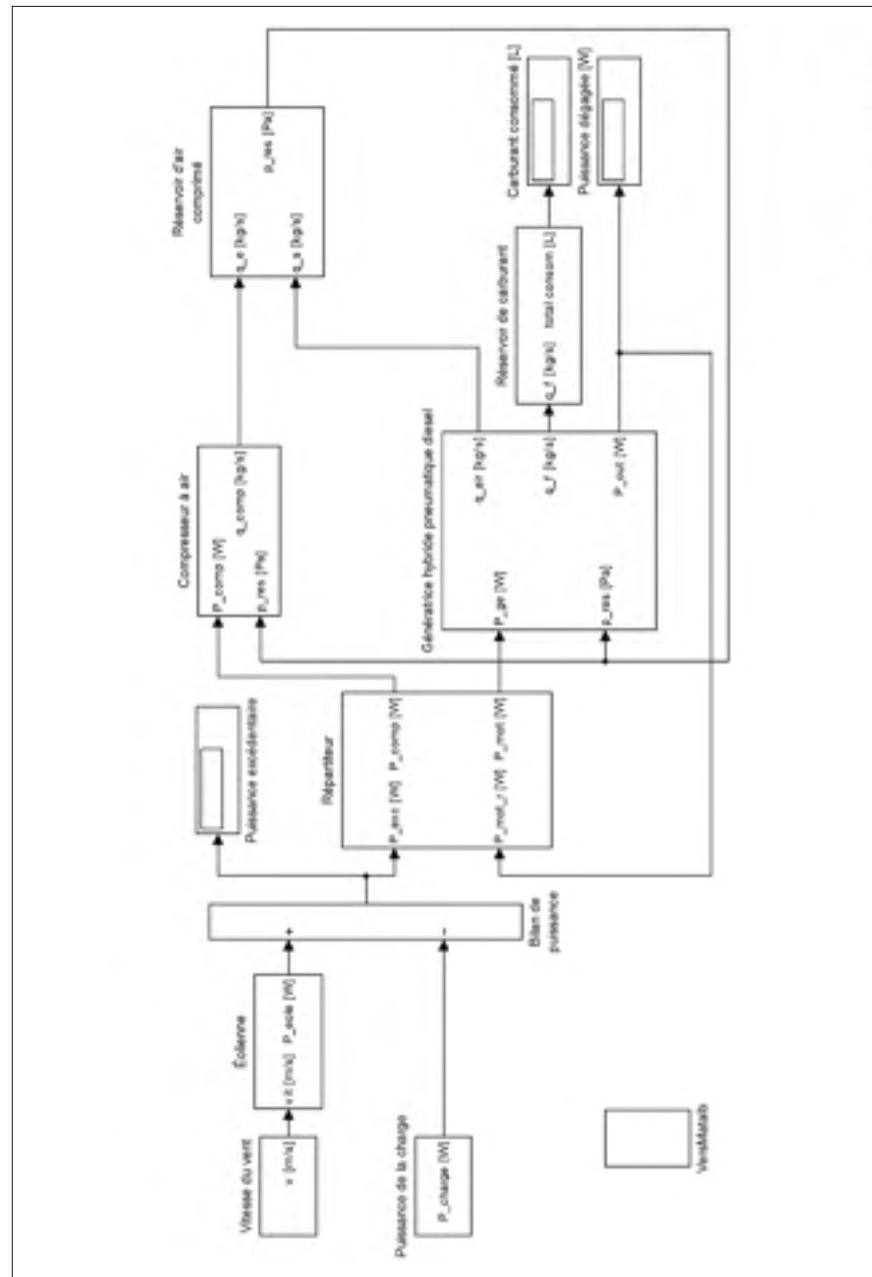 Vitesse du vent
v [m/s]
Éolienne
v it [m/s] P_eole [W]
Puissance de la charge
P_charge [W]
+
−
Bilan de
puissance
Puissance excédentaire
Répartiteur
P_exc [W] P_comp [W]
P_mot_r [W] P_mot [W]
Compresseur à air
P_comp [W]
q_comp [kg/s]
p_res [Pa]
Génératrice hybride pneumatique diesel
q_air [kg/s]
P_ge [W]
q_f [kg/s]
p_res [Pa]
P_out [W]
Réservoir d'air
comprimé
q_e [kg/s]
p_res [Pa]
q_s [kg/s]
Réservoir de carburant
q_f [kg/s] total consom [L]
Carburant consommé [L]
Puissance dégagée [W]
VersMatalb